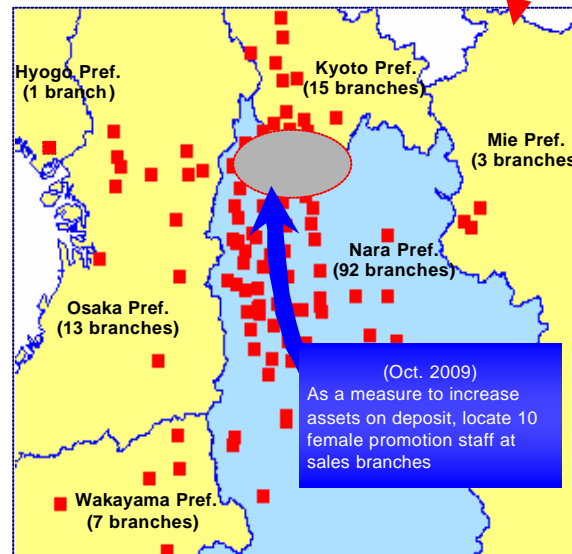 Hyogo Pref.
(1 branch)
Kyoto Pref.
(15 branches)
Mie Pref.
(3 branches
Nara Pref.
(92 branches)
Osaka Pref.
(13 branches)
(Oct. 2009)
As a measure to increase
assets on deposit, locate 10
female promotion staff at
sales branches
Wakayama Pref.
(7 branches)